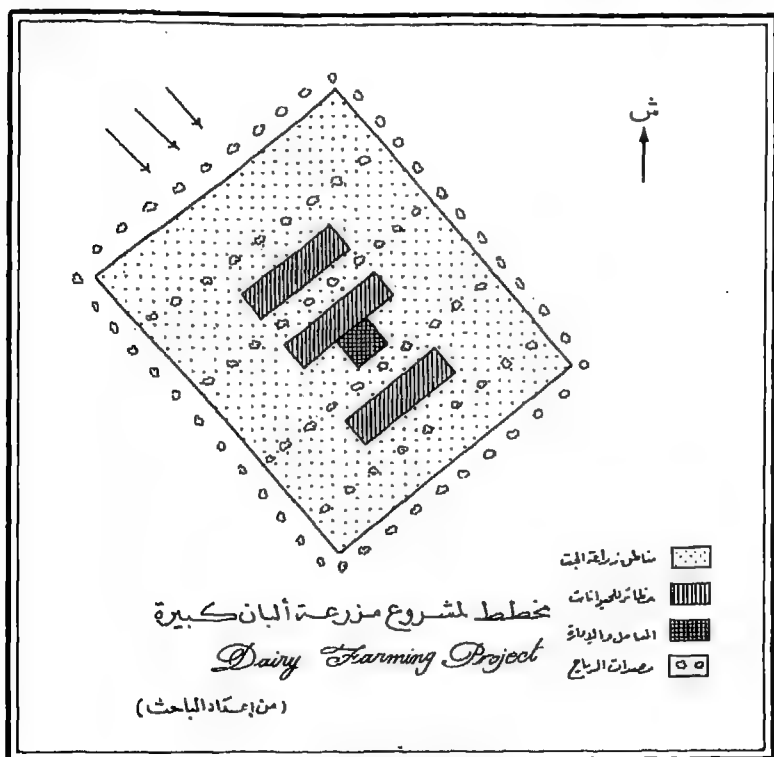 ش
مناطق زراعة الجت
حظائر للحيوانات
المعامل والإدارة
مصدات الرياح
مخطط لمشروع مزرعة ألبان كبيرة
Dairy Farming Project
(من إعداد الباحث)